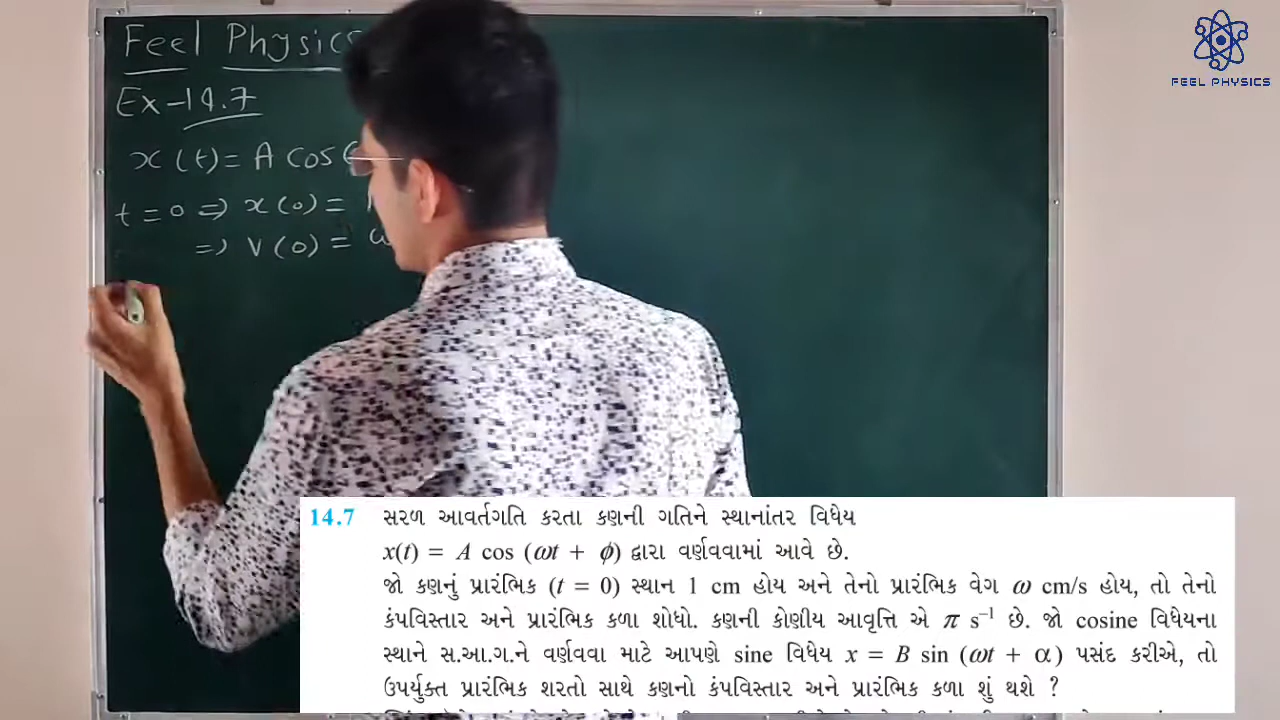 Feel Physics
Ex-14.7
x(t) = A cos
t = 0 ⇒ x(0) =
⇒ v(0) = ω
FEEL PHYSICS
14.7 સરળ આવર્તગતિ કરતા કણની ગતિને સ્થાનાંતર વિધેય
x(t) = A cos (ωt + ϕ) દ્વારા વર્ણવવામાં આવે છે.
જો કણનું પ્રારંભિક (t = 0) સ્થાન 1 cm હોય અને તેનો પ્રારંભિક વેગ ω cm/s હોય, તો તેનો
કંપવિસ્તાર અને પ્રારંભિક કળા શોધો. કણની કોણીય આવૃત્તિ એ π s⁻¹ છે. જો cosine વિધેયના
સ્થાને સ.આ.ગ.ને વર્ણવવા માટે આપણે sine વિધેય x = B sin (ωt + α) પસંદ કરીએ, તો
ઉપર્યુક્ત પ્રારંભિક શરતો સાથે કણનો કંપવિસ્તાર અને પ્રારંભિક કળા શું થશે ?